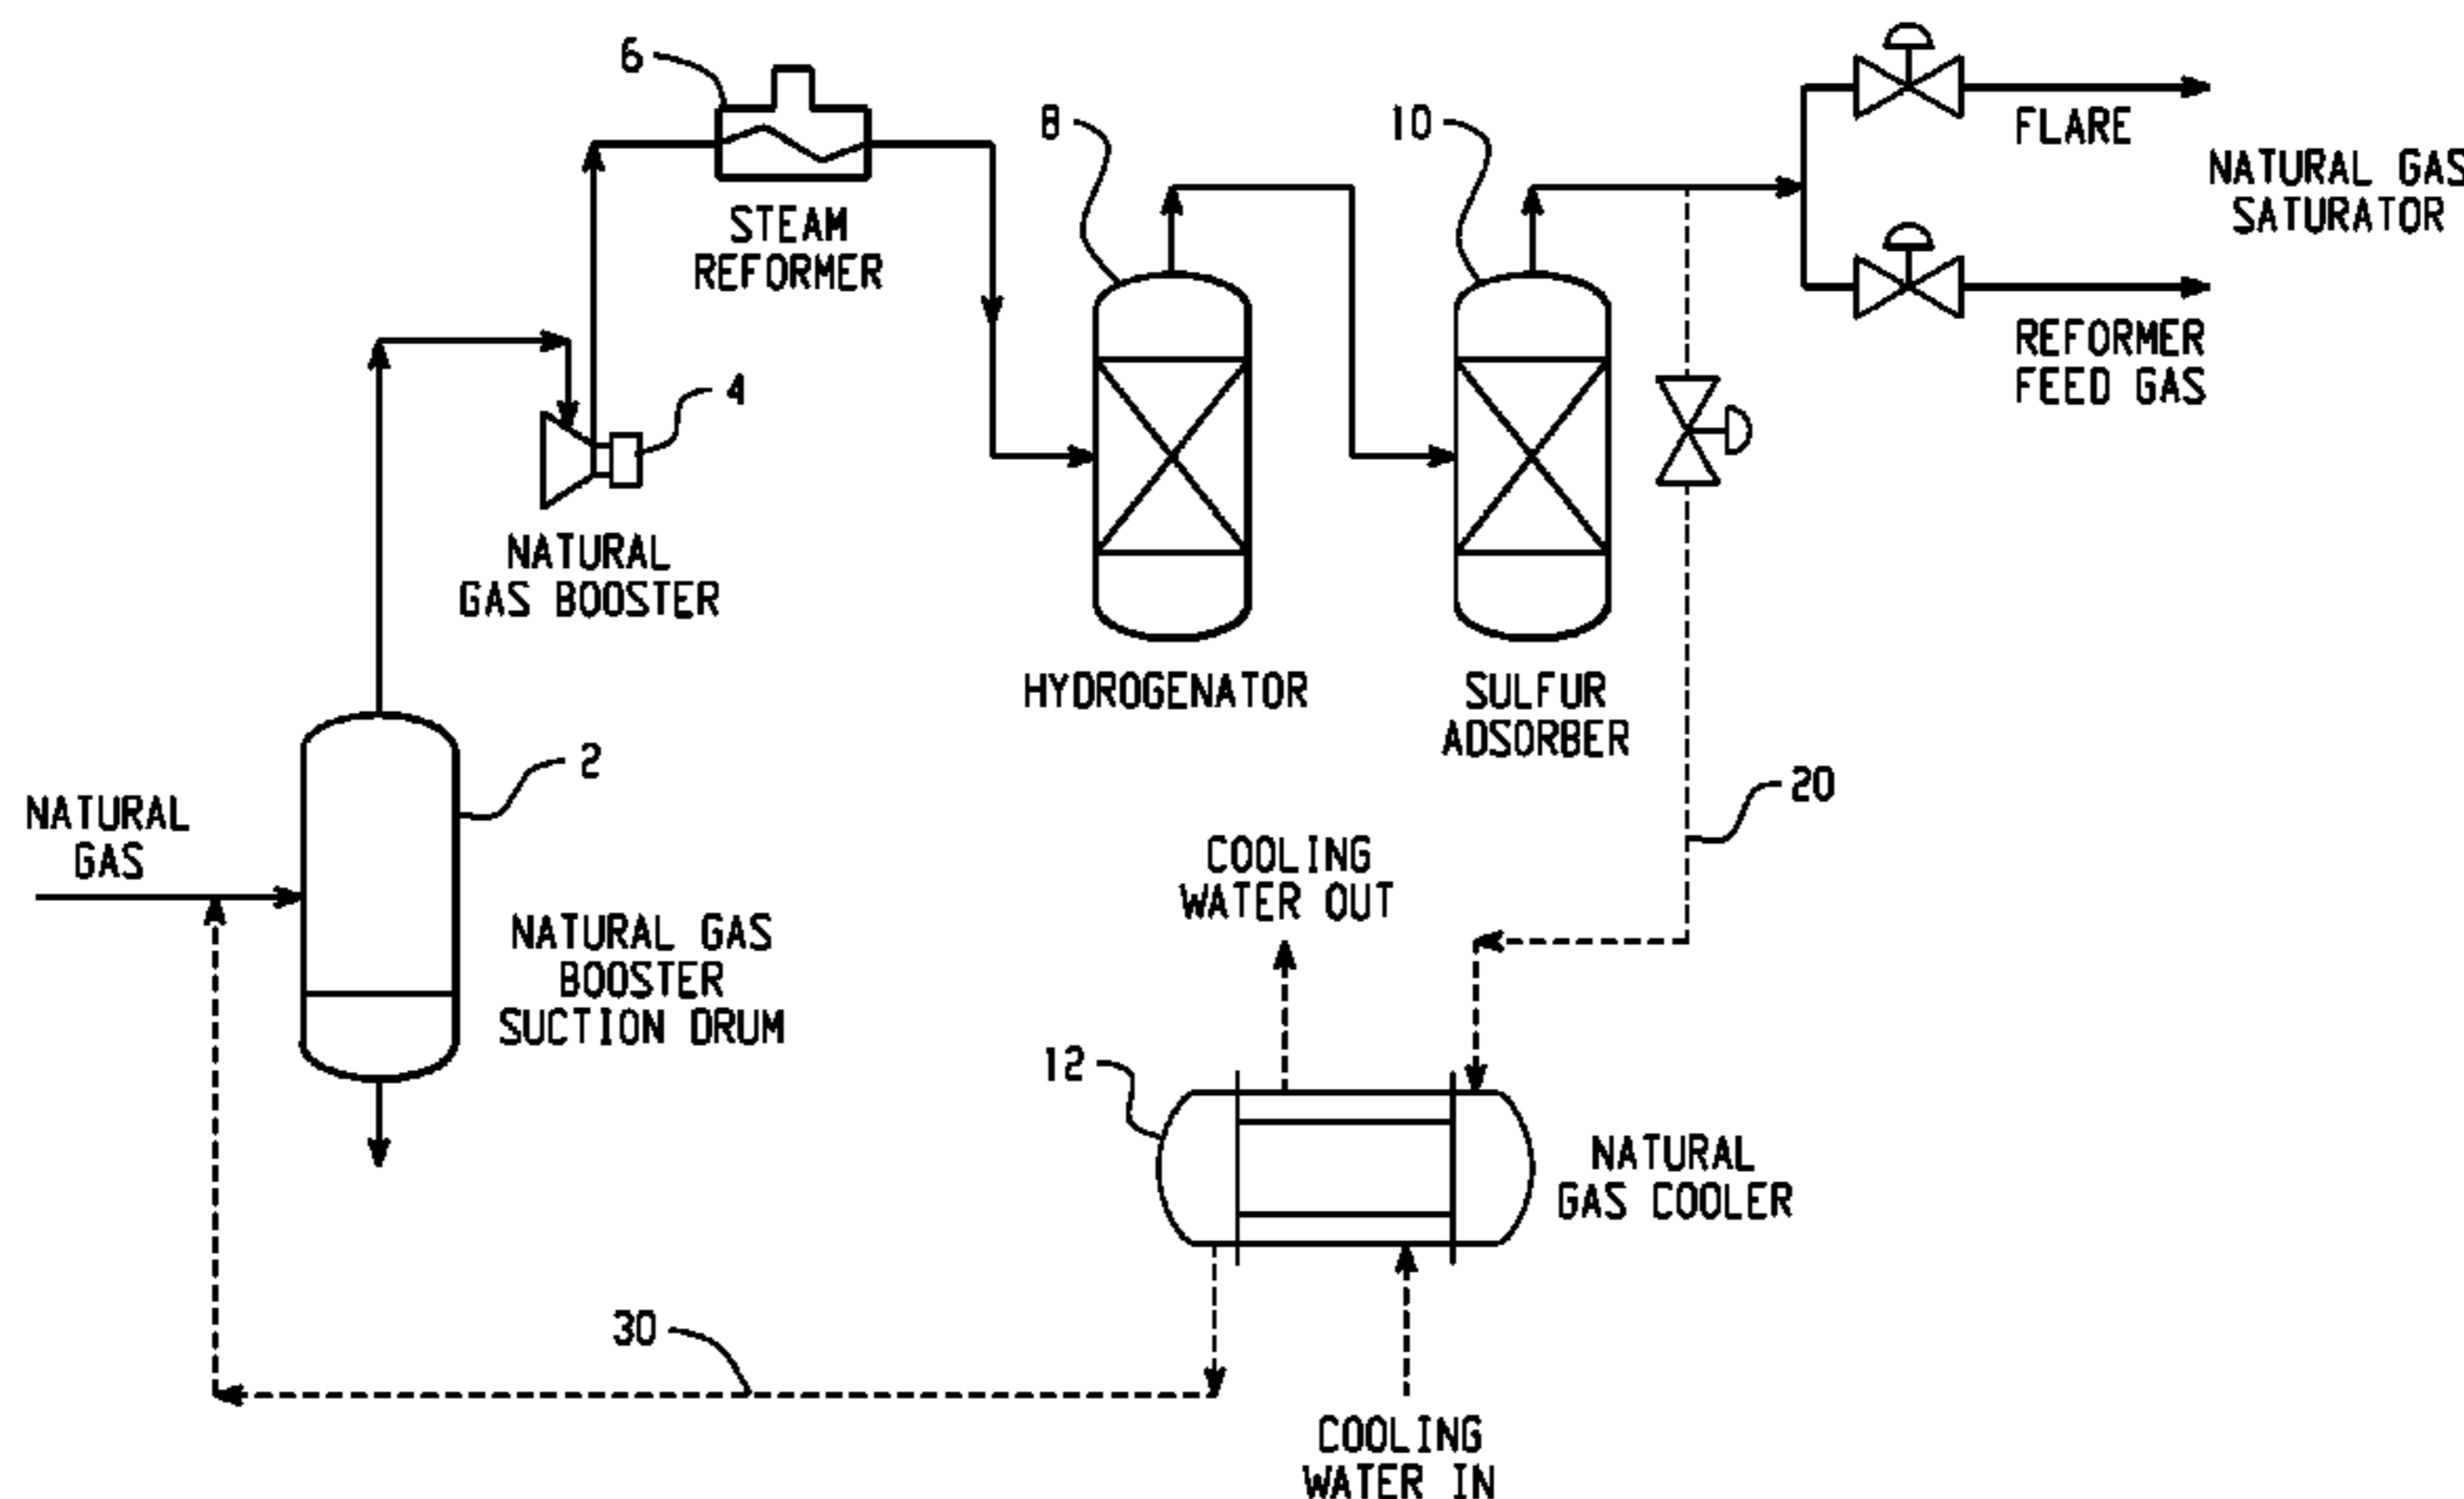 6
STEAM
REFORMER
8
10
FLARE
NATURAL GAS
SATURATOR
REFORMER
FEED GAS
4
NATURAL
GAS BOOSTER
HYDROGENATOR
SULFUR
ADSORBER
2
NATURAL
GAS
NATURAL GAS
BOOSTER
SUCTION DRUM
20
COOLING
WATER OUT
12
NATURAL
GAS COOLER
30
COOLING
WATER IN